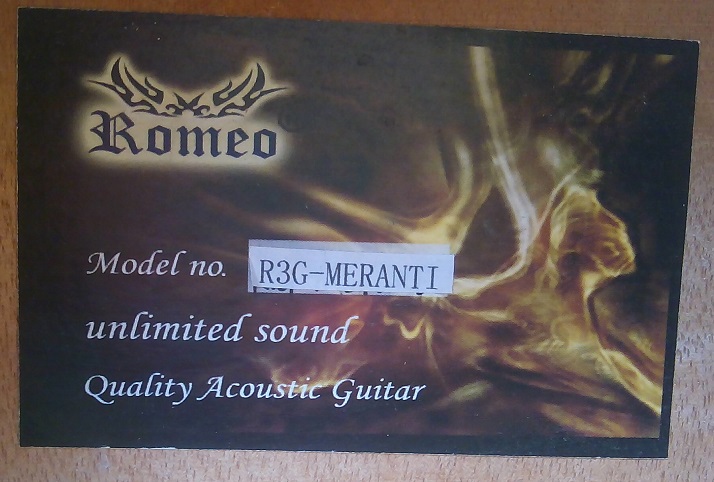 Romeo
Model no. R3G-MERANTI
unlimited sound
Quality Acoustic Guitar